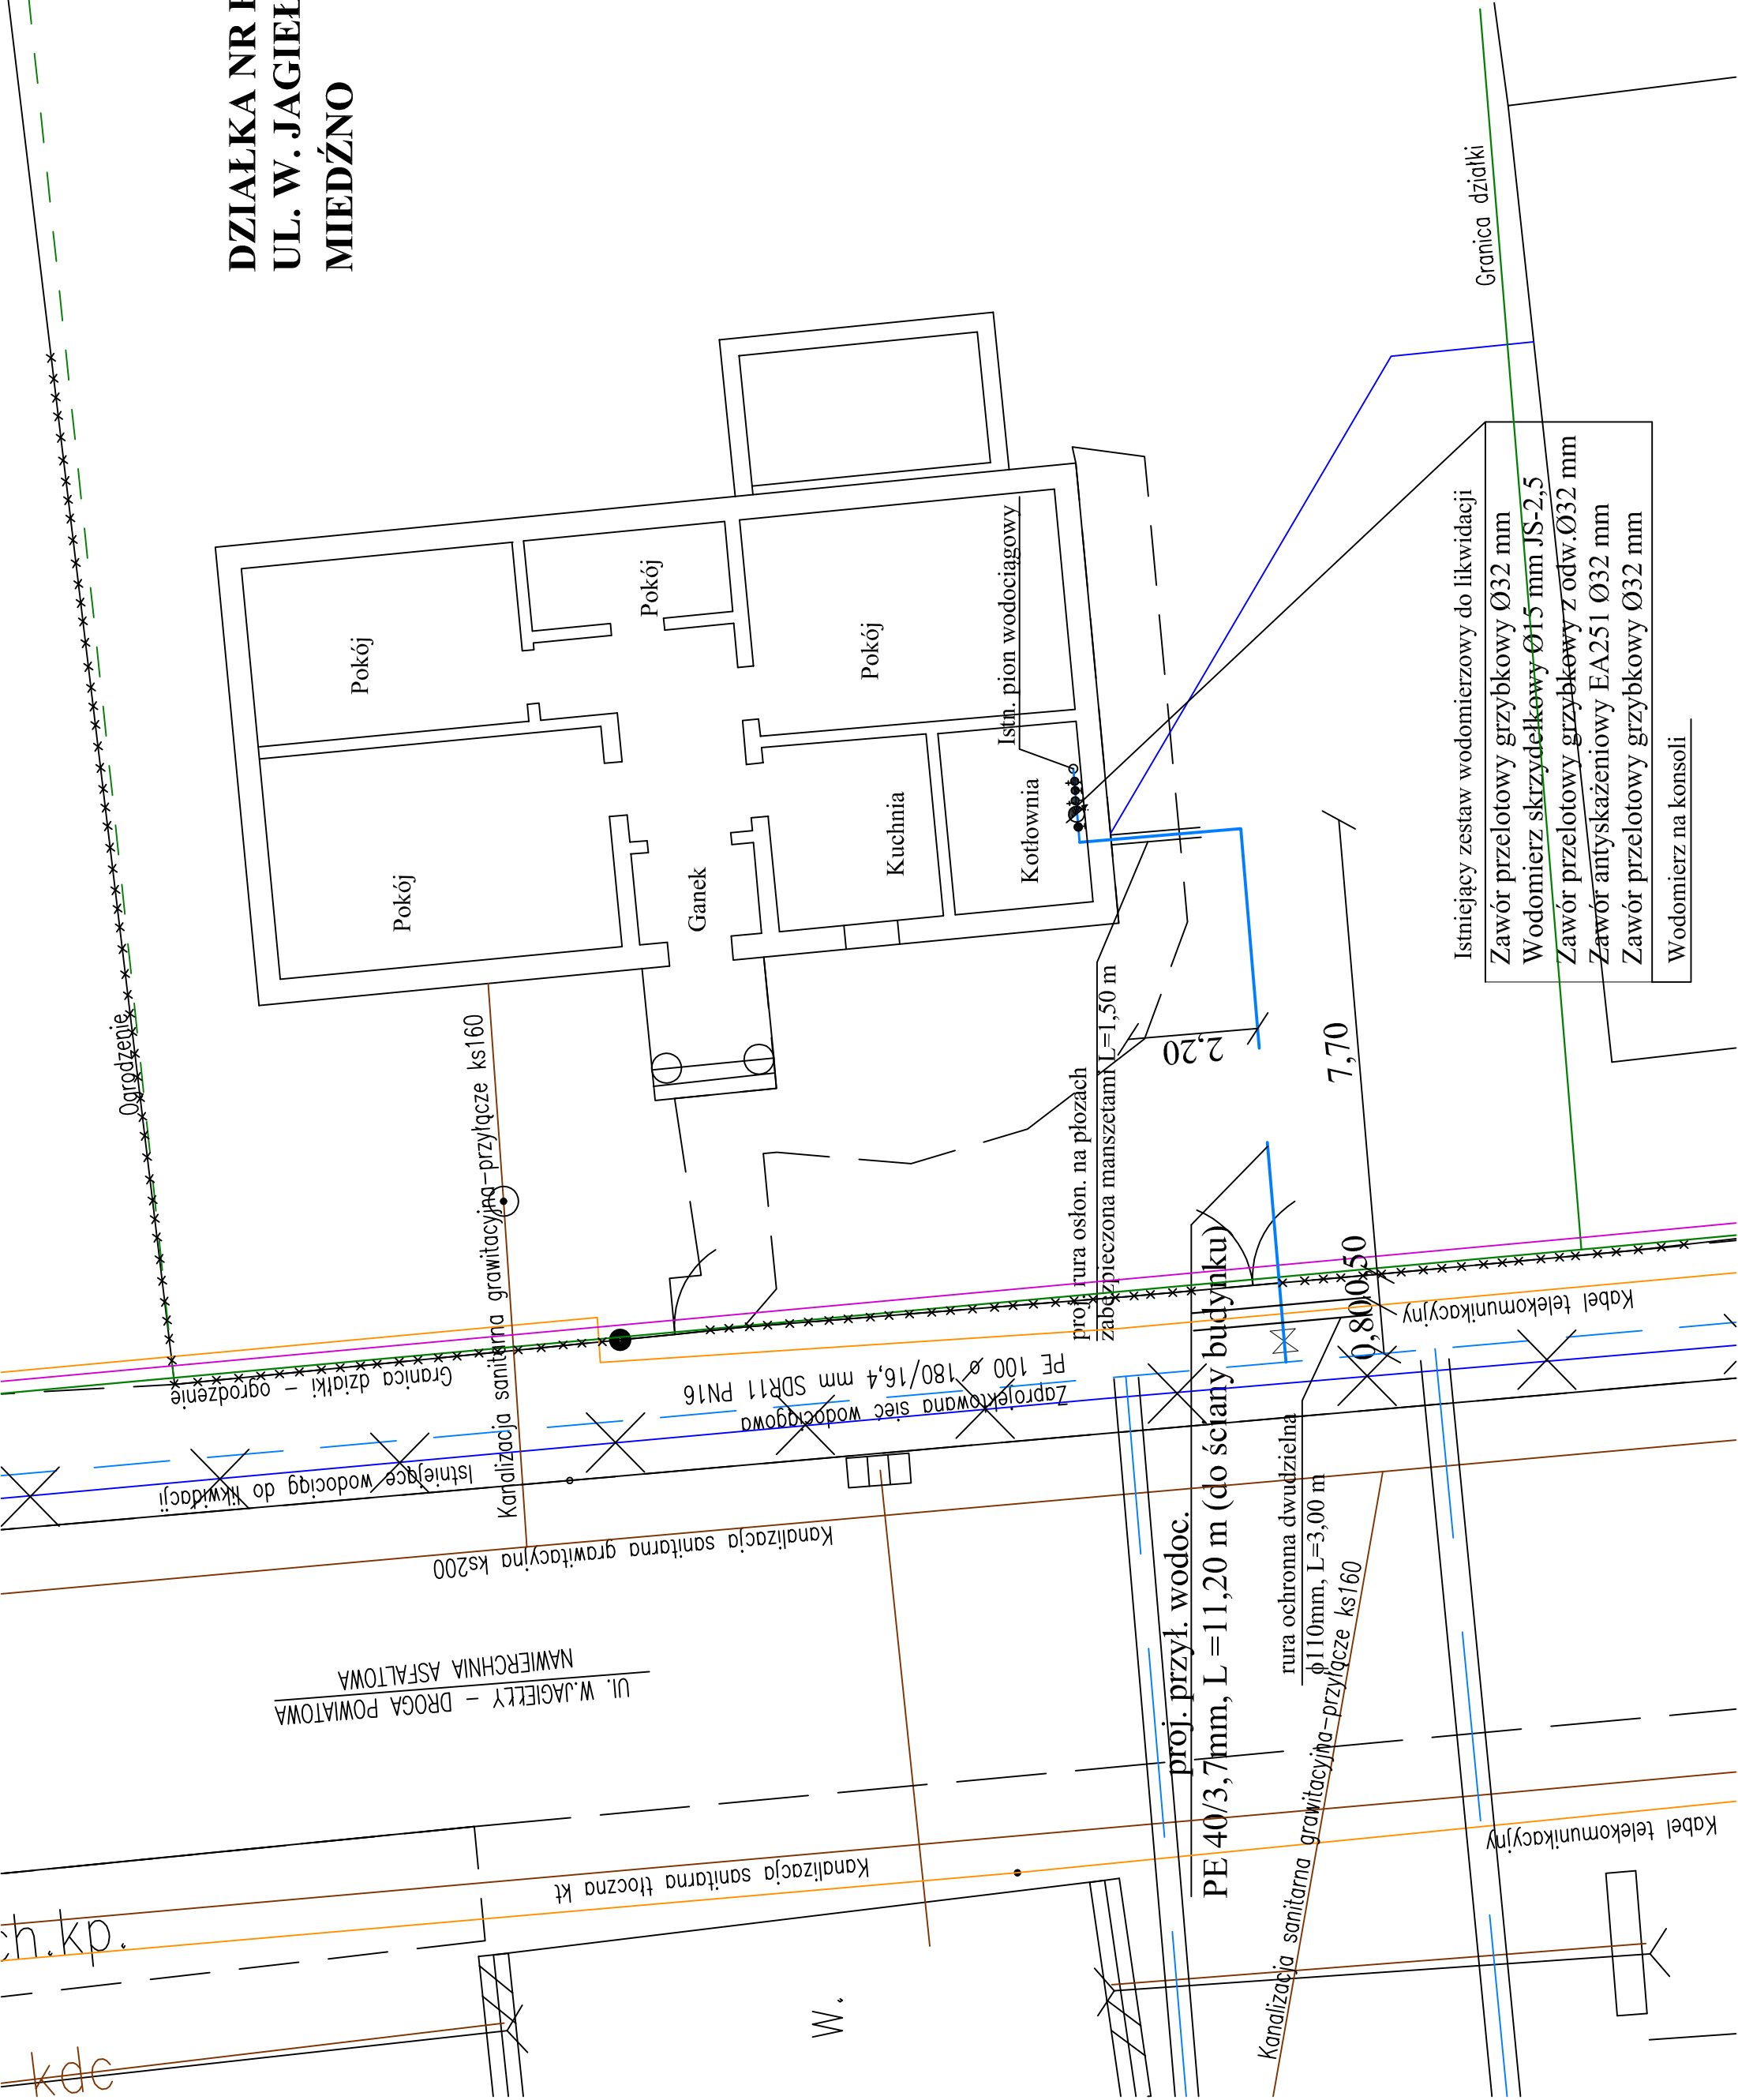 DZIAŁKA NR
UL. W. JAGIEŁ
MIEDŹNO
Ogrodzenie
Pokój
Pokój
Pokój
Pokój
Ganek
Kuchnia
Kotłownia
Istn. pion wodociągowy
Granica działki
Istniejący zestaw wodomierzowy do likwidacji
Zawór przelotowy grzybkowy Ø32 mm
Wodomierz skrzydełkowy Ø15 mm JS-2,5
Zawór przelotowy grzybkowy z odw.Ø32 mm
Zawór antyskażeniowy EA251 Ø32 mm
Zawór przelotowy grzybkowy Ø32 mm
Wodomierz na konsoli
Kanalizacja sanitarna grawitacyjna-przyłącze ks160
proj. rura osłon. na płozach
zabezpieczona manszetami L=1,50 m
2,20
7,70
0,80
0,50
Granica działki - ogrodzenie
Istniejące wodociąg do likwidacji
Zaprojektowana sieć wodociągowa
PE 100 ø 180/16,4 mm SDR11 PN16
Kabel telekomunikacyjny
Kanalizacja sanitarna grawitacyjna ks200
proj. przył. wodoc.
PE 40/3,7mm, L =11,20 m (do ściany budynku)
rura ochronna dwudzielna
ϕ110mm, L=3,00 m
Kanalizacja sanitarna grawitacyjna-przyłącze ks160
Ul. W.JAGIEŁŁY - DROGA POWIATOWA
NAWIERCHNIA ASFALTOWA
Kanalizacja sanitarna tłoczna kt
Kabel telekomunikacyjny
ch.kp.
kdc
W.